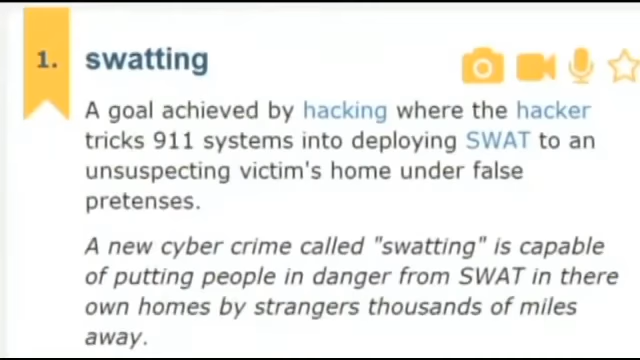 1. swatting
A goal achieved by hacking where the hacker
tricks 911 systems into deploying SWAT to an
unsuspecting victim's home under false
pretenses.
A new cyber crime called "swatting" is capable
of putting people in danger from SWAT in there
own homes by strangers thousands of miles
away.